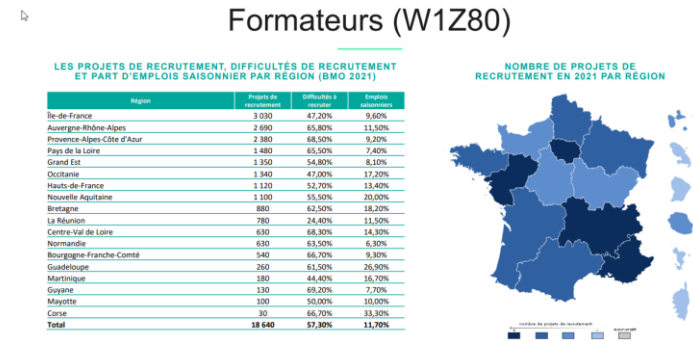 Formateurs (W1Z80)
LES PROJETS DE RECRUTEMENT, DIFFICULTÉS DE RECRUTEMENT
ET PART D'EMPLOIS SAISONNIER PAR RÉGION (BMO 2021)
Région Projets de recrutement Difficultés à recruter Emplois saisonniers
Île-de-France 3 030 47,20% 9,60%
Auvergne-Rhône-Alpes 2 690 65,80% 11,50%
Provence-Alpes-Côte d'Azur 2 380 68,50% 9,20%
Pays de la Loire 1 480 65,50% 7,40%
Grand Est 1 350 54,80% 8,10%
Occitanie 1 340 47,00% 17,20%
Hauts-de-France 1 120 52,70% 13,40%
Nouvelle Aquitaine 1 100 55,50% 20,00%
Bretagne 880 62,50% 18,20%
La Réunion 780 24,40% 11,50%
Centre-Val de Loire 630 68,30% 14,30%
Normandie 630 63,50% 6,30%
Bourgogne-Franche-Comté 540 66,70% 9,30%
Guadeloupe 260 61,50% 26,90%
Martinique 180 44,40% 16,70%
Guyane 130 69,20% 7,70%
Mayotte 100 50,00% 10,00%
Corse 30 66,70% 33,30%
Total 18 640 57,30% 11,70%
NOMBRE DE PROJETS DE
RECRUTEMENT EN 2021 PAR RÉGION
nombre de projets de recrutement